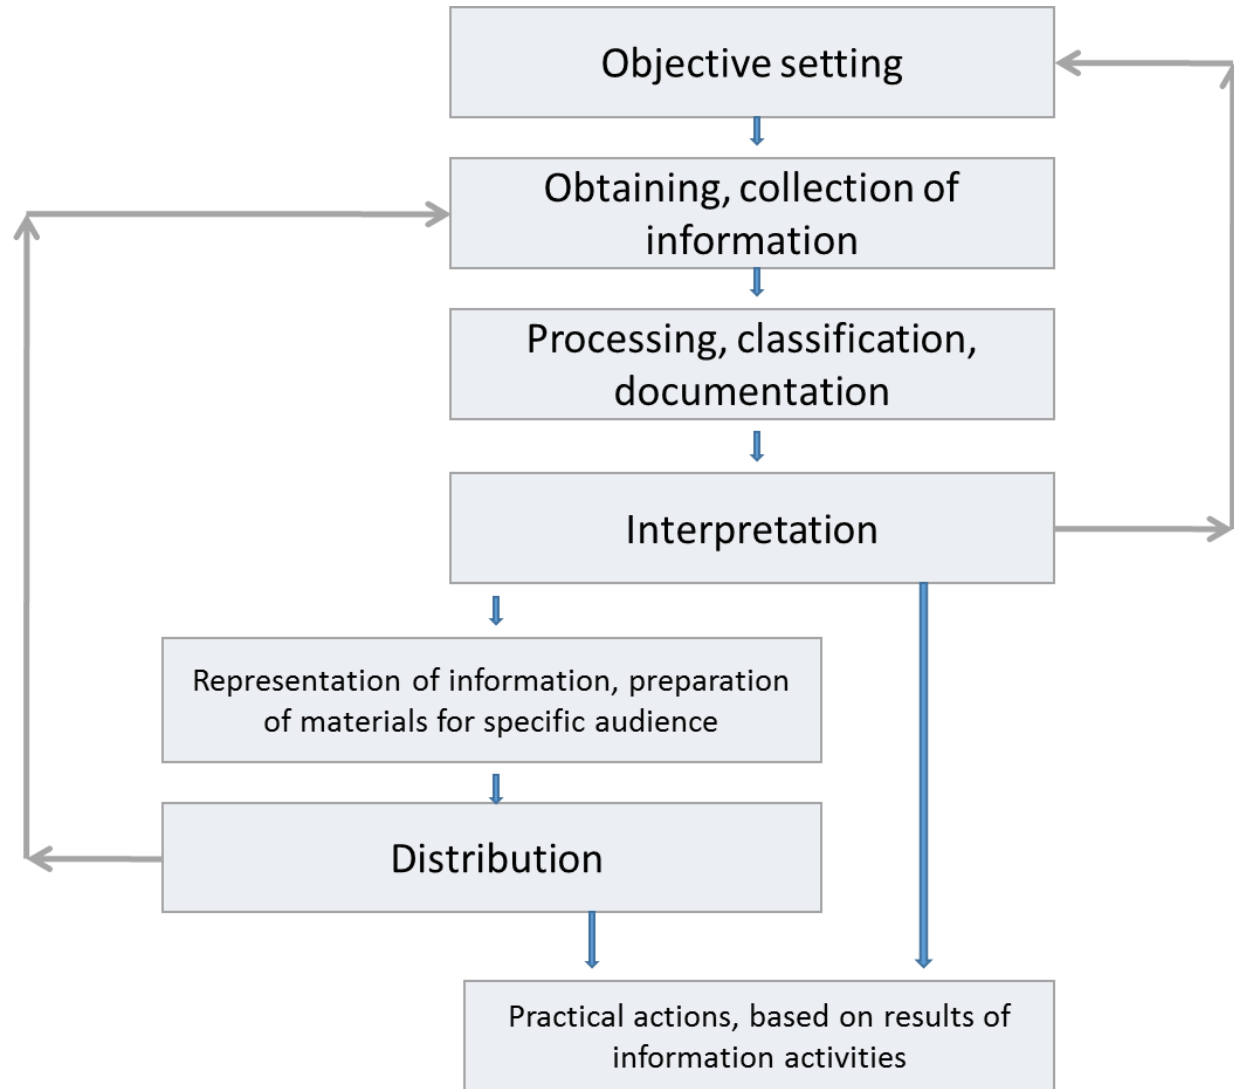 Objective setting
Obtaining, collection of
information
Processing, classification,
documentation
Interpretation
Representation of information, preparation
of materials for specific audience
Distribution
Practical actions, based on results of
information activities